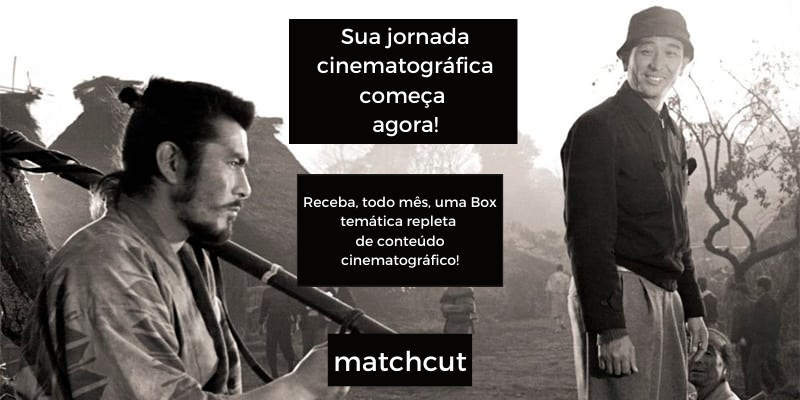 Sua jornada
cinematográfica
começa
agora!
Receba, todo mês, uma Box
temática repleta
de conteúdo
cinematográfico!
matchcut